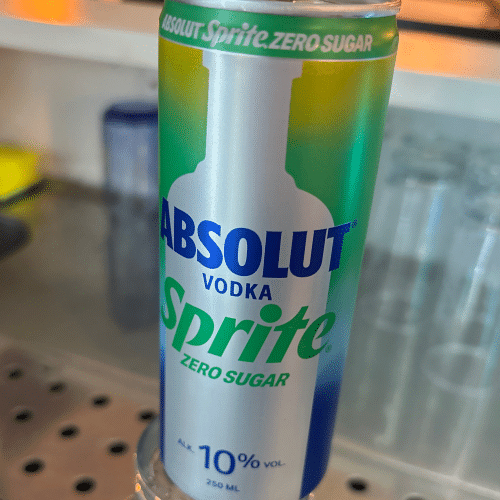 ABSOLUT Sprite ZERO SUGAR
ABSOLUT
VODKA
Sprite
ZERO SUGAR
ALK. 10% VOL.
250 ML